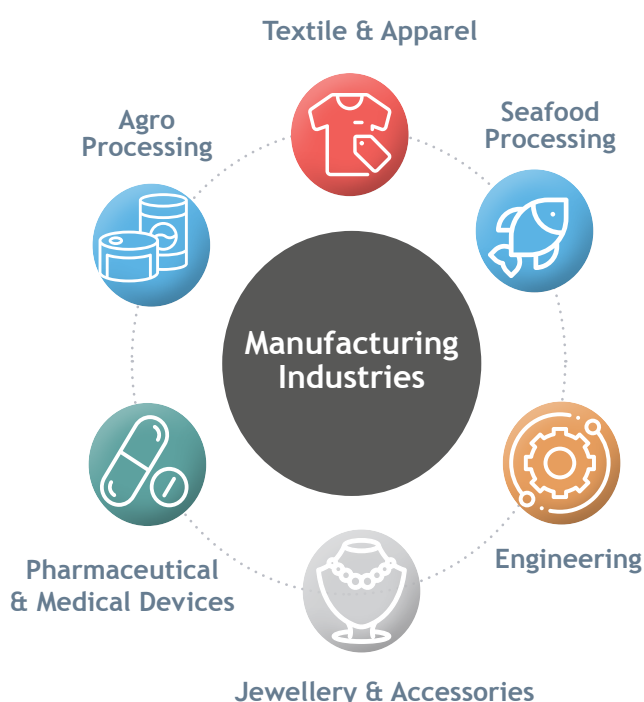 Textile & Apparel
Agro
Processing
Seafood
Processing
Manufacturing
Industries
Engineering
Pharmaceutical
& Medical Devices
Jewellery & Accessories